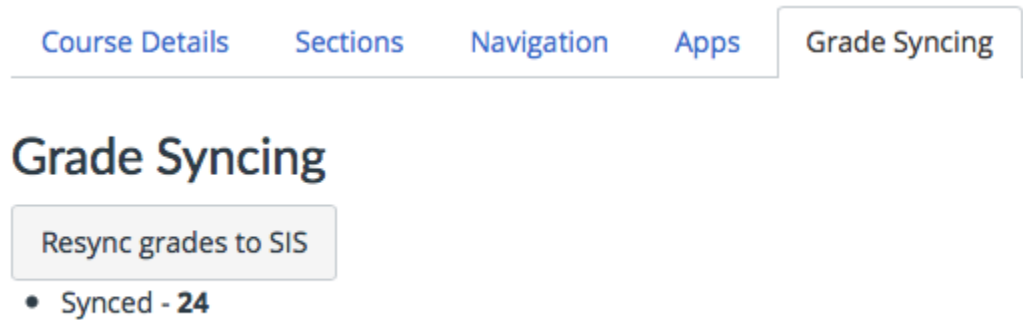 Course Details Sections Navigation Apps Grade Syncing
Grade Syncing
Resync grades to SIS
• Synced - 24